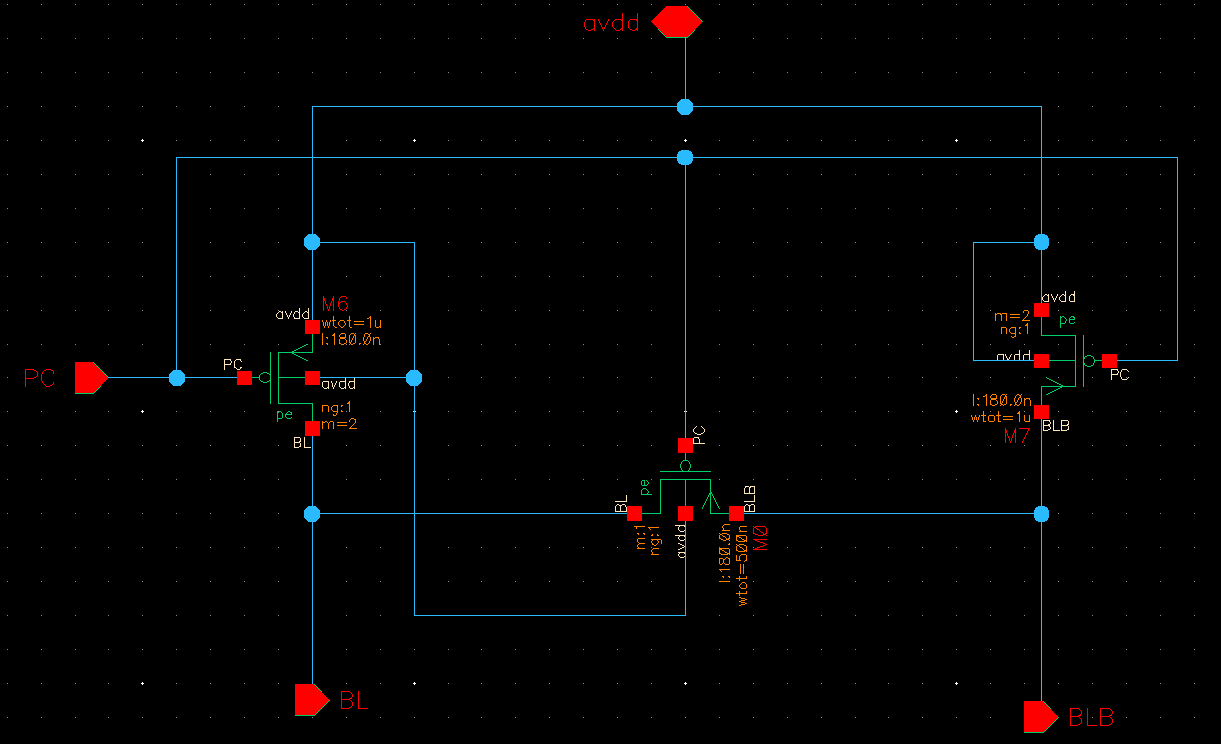 avdd
M6
avdd
wtot=1u
l:180.0n
PC
PC
avdd
ng:1
pe
m=2
BL
avdd
m=2
pe
ng:1
avdd
PC
l:180.0n
wtot=1u
BLB
M7
PC
pe
BL
BLB
m:1
ng:1
avdd
l:180.0n
wtot=500n
M0
BL
BLB